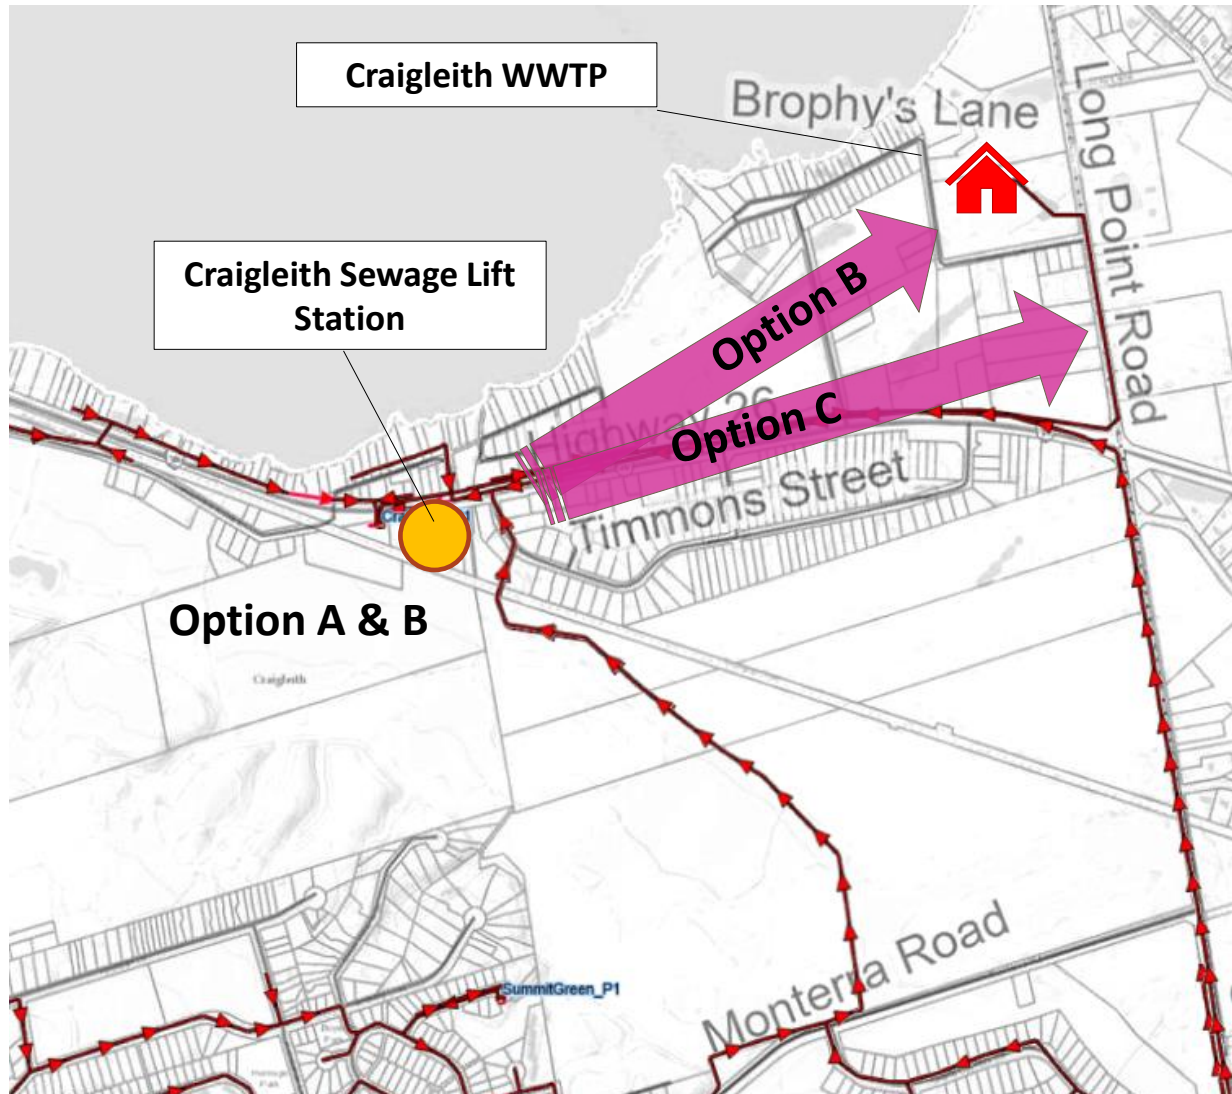 Craigleith WWTP
Brophy's Lane
Long Point Road
Craigleith Sewage Lift
Station
Option B
Highway 26
Option C
Timmons Street
Option A & B
Craigleith
SummitGreen_P1
Monterra Road